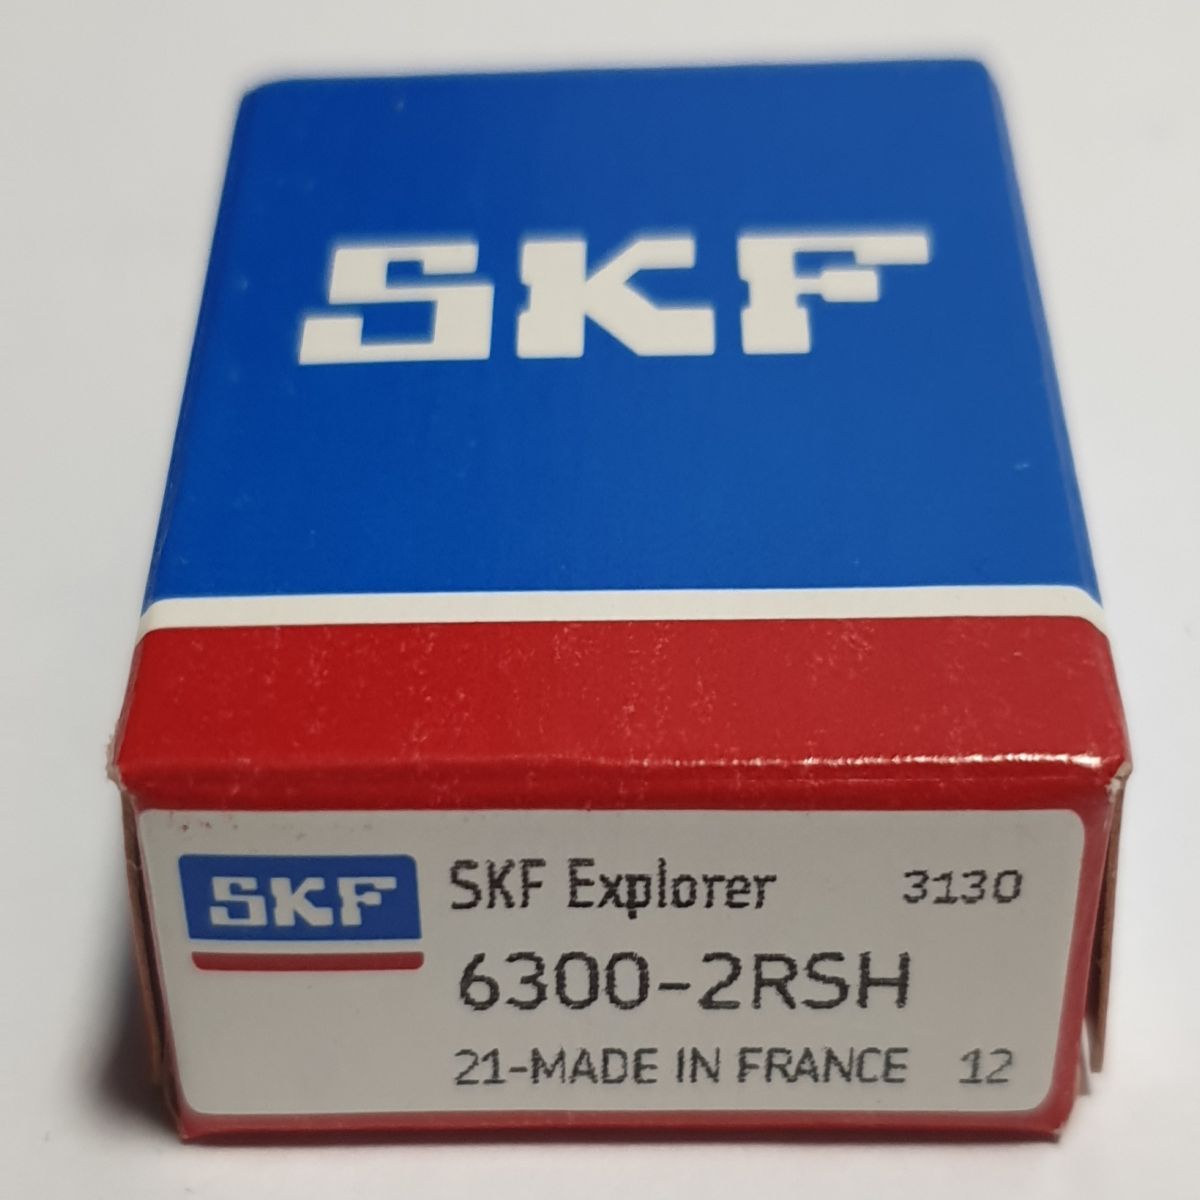 SKF
SKF SKF Explorer 3130
6300-2RSH
21-MADE IN FRANCE 12